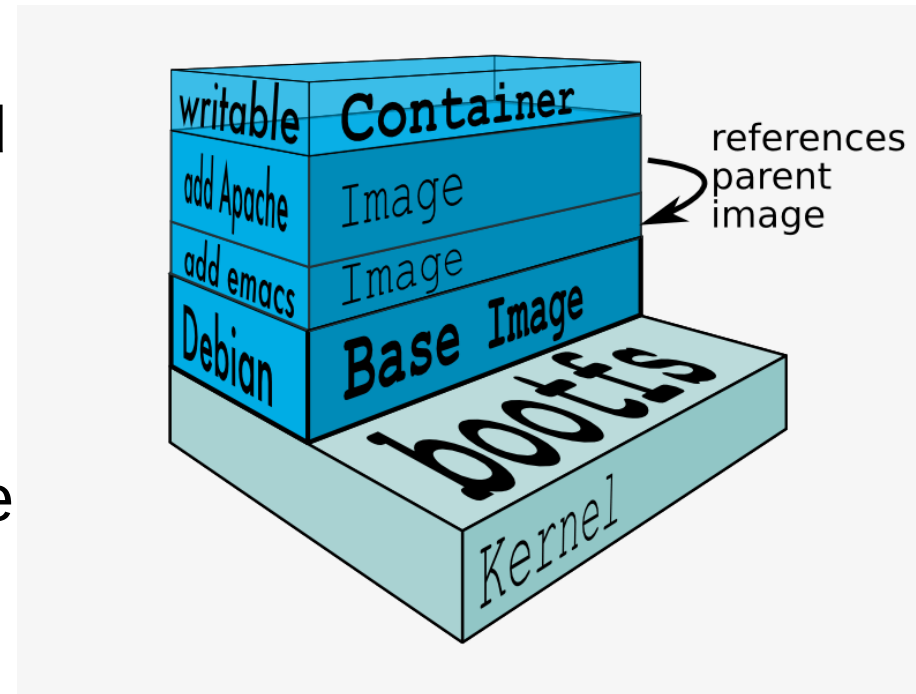 writable Container
add Apache Image
add emacs Image
Debian Base Image
bootfs
Kernel
references
parent
image